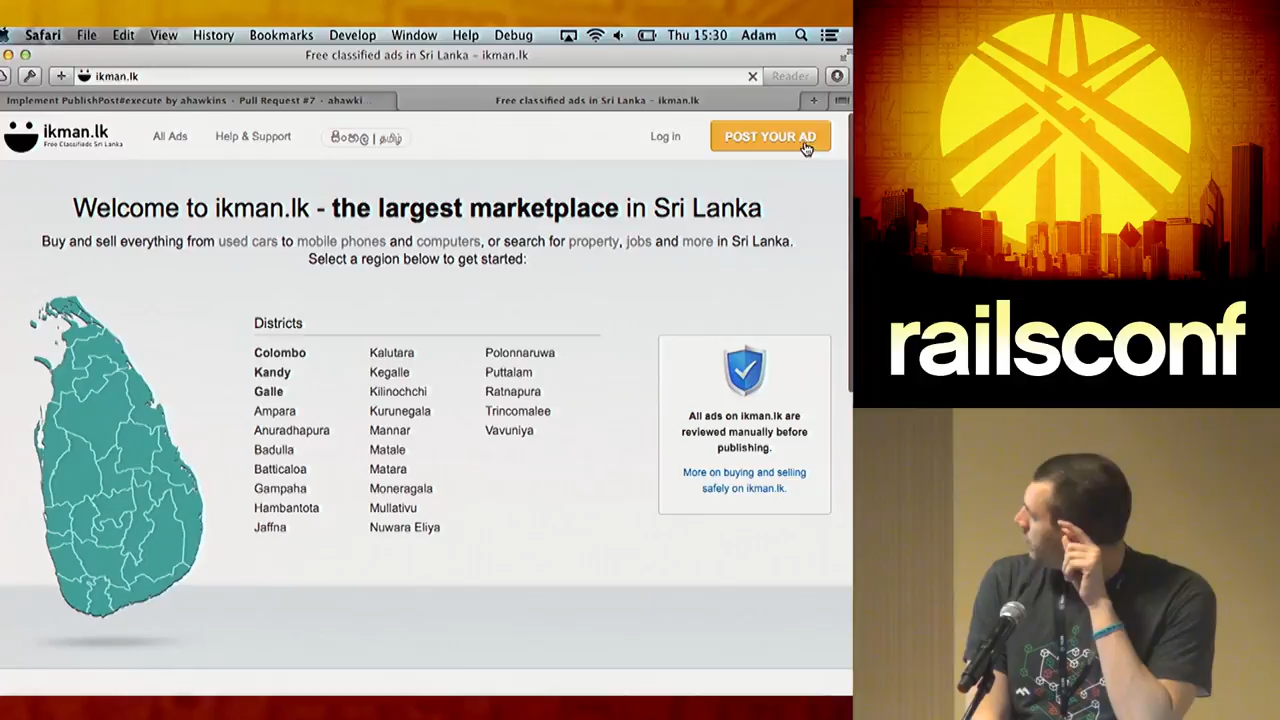 Safari File Edit View History Bookmarks Develop Window Help Debug Thu 15:30 Adam
Free classified ads in Sri Lanka – ikman.lk
ikman.lk
Reader
Implement PublishPost#execute by ahawkins · Pull Request #7 · ahawki...
Free classified ads in Sri Lanka – ikman.lk
ikman.lk
Free Classifieds Sri Lanka
All Ads
Help & Support
සිංහල | தமிழ்
Log in
POST YOUR AD
Welcome to ikman.lk - the largest marketplace in Sri Lanka
Buy and sell everything from used cars to mobile phones and computers, or search for property, jobs and more in Sri Lanka.
Select a region below to get started:
Districts
Colombo
Kandy
Galle
Ampara
Anuradhapura
Badulla
Batticaloa
Gampaha
Hambantota
Jaffna
Kalutara
Kegalle
Kilinochchi
Kurunegala
Mannar
Matale
Matara
Moneragala
Mullativu
Nuwara Eliya
Polonnaruwa
Puttalam
Ratnapura
Trincomalee
Vavuniya
All ads on ikman.lk are
reviewed manually before
publishing.
More on buying and selling
safely on ikman.lk.
railsconf